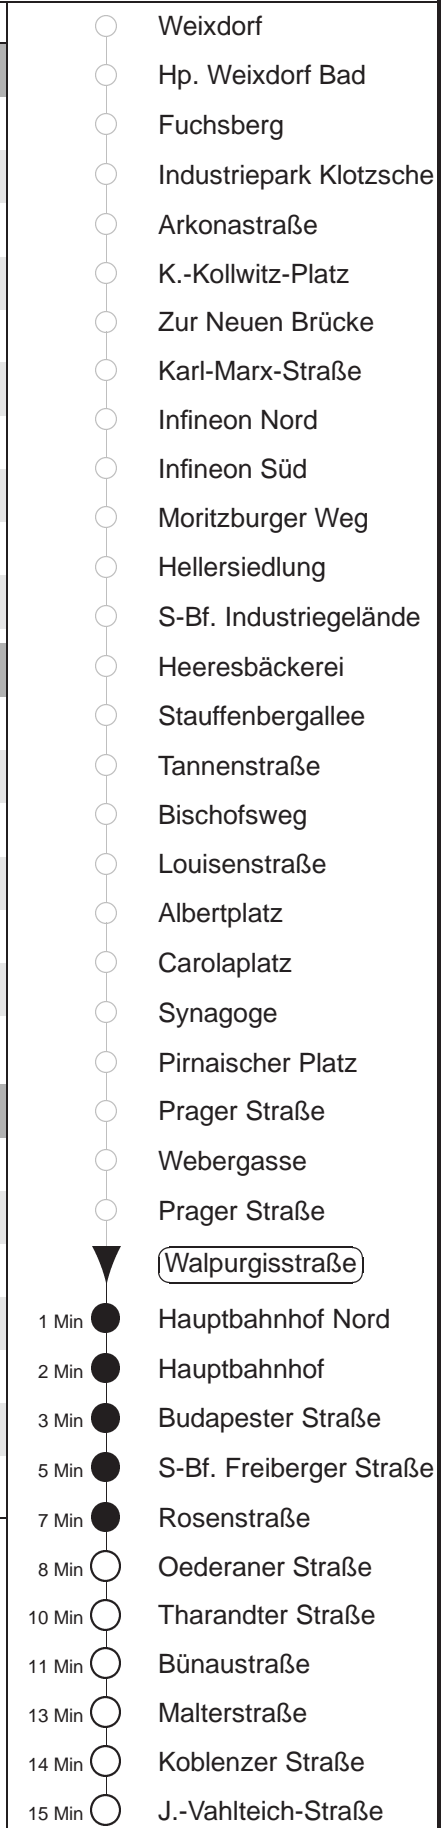 Weixdorf
Hp. Weixdorf Bad
Fuchsberg
Industriepark Klotzsche
Arkonastraße
K.-Kollwitz-Platz
Zur Neuen Brücke
Karl-Marx-Straße
Infineon Nord
Infineon Süd
Moritzburger Weg
Hellersiedlung
S-Bf. Industriegelände
Heeresbäckerei
Stauffenbergallee
Tannenstraße
Bischofsweg
Louisenstraße
Albertplatz
Carolaplatz
Synagoge
Pirnaischer Platz
Prager Straße
Webergasse
Prager Straße
Walpurgisstraße
1 Min Hauptbahnhof Nord
2 Min Hauptbahnhof
3 Min Budapester Straße
5 Min S-Bf. Freiberger Straße
7 Min Rosenstraße
8 Min Oederaner Straße
10 Min Tharandter Straße
11 Min Bünaustraße
13 Min Malterstraße
14 Min Koblenzer Straße
15 Min J.-Vahlteich-Straße